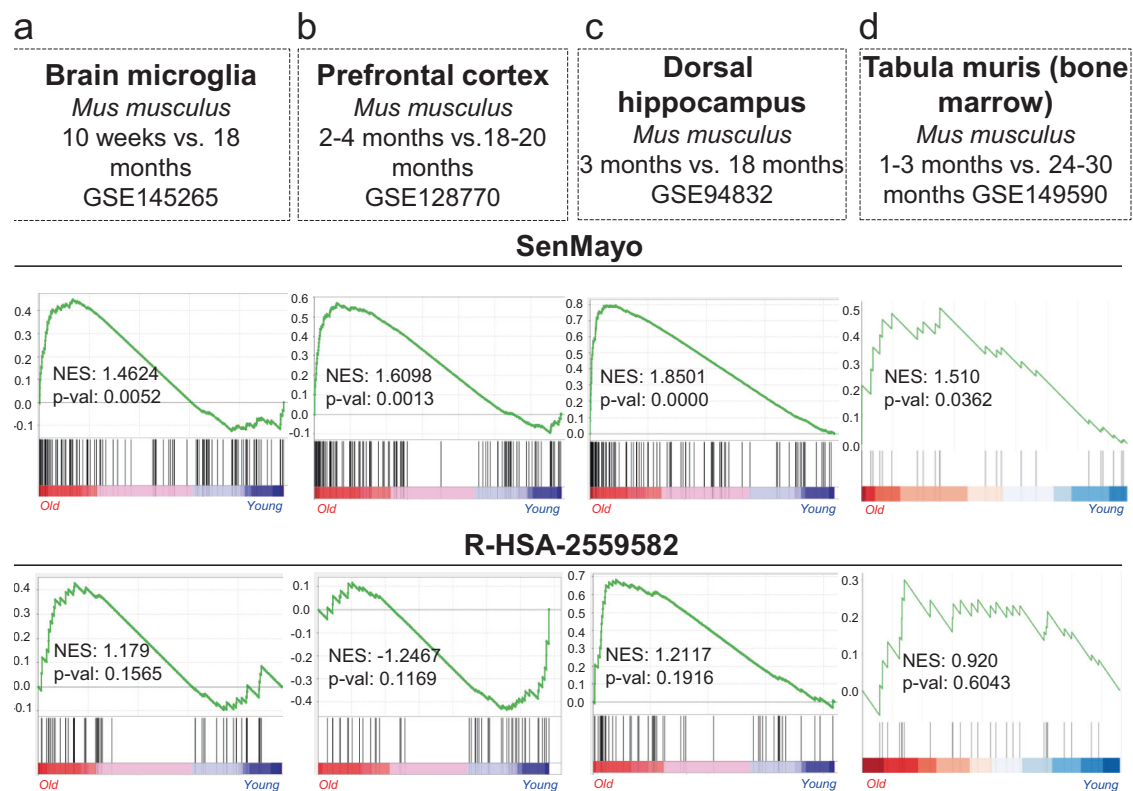 a
b
c
d
Brain microglia
Mus musculus
10 weeks vs. 18
months
GSE145265
Prefrontal cortex
Mus musculus
2-4 months vs.18-20
months
GSE128770
Dorsal
hippocampus
Mus musculus
3 months vs. 18 months
GSE94832
Tabula muris (bone
marrow)
Mus musculus
1-3 months vs. 24-30
months GSE149590
SenMayo
0.4
0.3
0.2
0.1
0.0
-0.1
NES: 1.4624
p-val: 0.0052
Old
Young
0.6
0.5
0.4
0.3
0.2
0.1
0.0
-0.1
NES: 1.6098
p-val: 0.0013
Old
Young
0.8
0.7
0.6
0.5
0.4
0.3
0.2
0.1
0.0
NES: 1.8501
p-val: 0.0000
Old
Young
0.5
0.4
0.3
0.2
0.1
0.0
NES: 1.510
p-val: 0.0362
Old
Young
R-HSA-2559582
0.4
0.3
0.2
0.1
0.0
-0.1
NES: 1.179
p-val: 0.1565
Old
Young
0.1
0.0
-0.1
-0.2
-0.3
-0.4
NES: -1.2467
p-val: 0.1169
Old
Young
0.7
0.6
0.5
0.4
0.3
0.2
0.1
0.0
NES: 1.2117
p-val: 0.1916
Old
Young
0.3
0.2
0.1
0.0
NES: 0.920
p-val: 0.6043
Old
Young